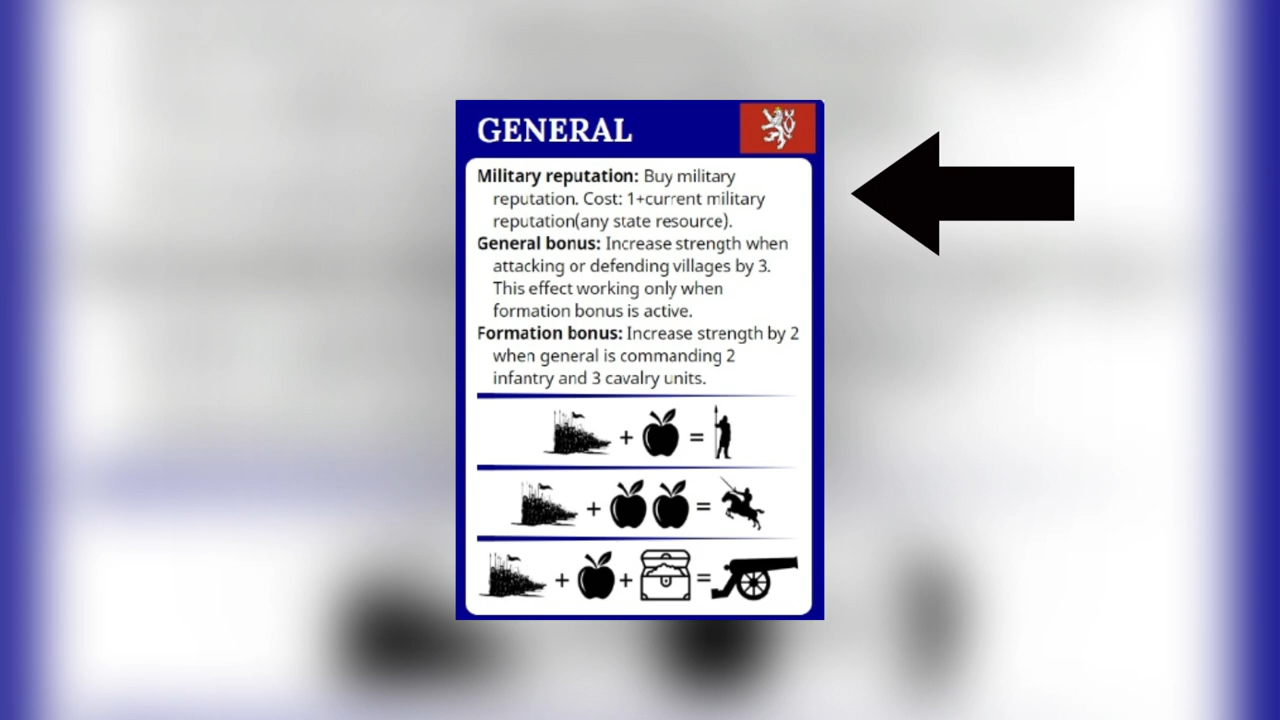 GENERAL
Military reputation: Buy military
reputation. Cost: 1+current military
reputation(any state resource).
General bonus: Increase strength when
attacking or defending villages by 3.
This effect working only when
formation bonus is active.
Formation bonus: Increase strength by 2
when general is commanding 2
infantry and 3 cavalry units.
+ =
+ =
+ + =